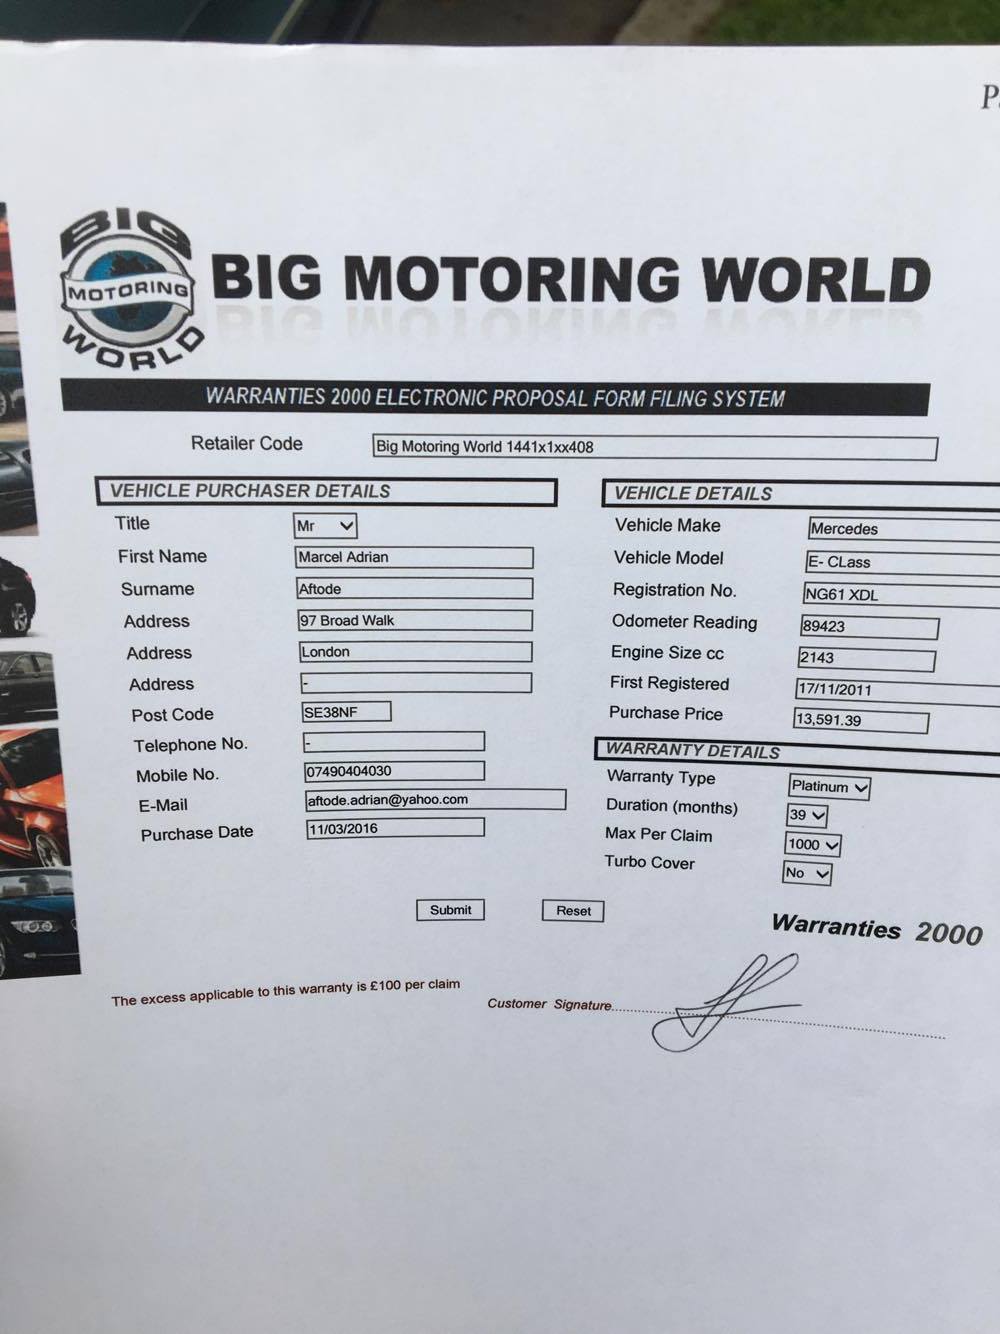 BIG
MOTORING
WORLD
BIG MOTORING WORLD
WARRANTIES 2000 ELECTRONIC PROPOSAL FORM FILING SYSTEM
Retailer Code Big Motoring World 1441x1xx408
VEHICLE PURCHASER DETAILS
Title Mr
First Name Marcel Adrian
Surname Aftode
Address 97 Broad Walk
Address London
Address -
Post Code SE38NF
Telephone No. -
Mobile No. 07490404030
E-Mail aftode.adrian@yahoo.com
Purchase Date 11/03/2016
Submit Reset
VEHICLE DETAILS
Vehicle Make Mercedes
Vehicle Model E- CLass
Registration No. NG61 XDL
Odometer Reading 89423
Engine Size cc 2143
First Registered 17/11/2011
Purchase Price 13,591.39
WARRANTY DETAILS
Warranty Type Platinum
Duration (months) 39
Max Per Claim 1000
Turbo Cover No
Warranties 2000
The excess applicable to this warranty is £100 per claim
Customer Signature